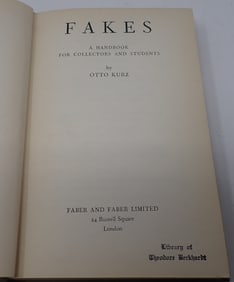 FAKES
A HANDBOOK
FOR COLLECTORS AND STUDENTS
by
OTTO KURZ
FABER AND FABER LIMITED
24 Russell Square
London
Library of
Theodore Beckhardt